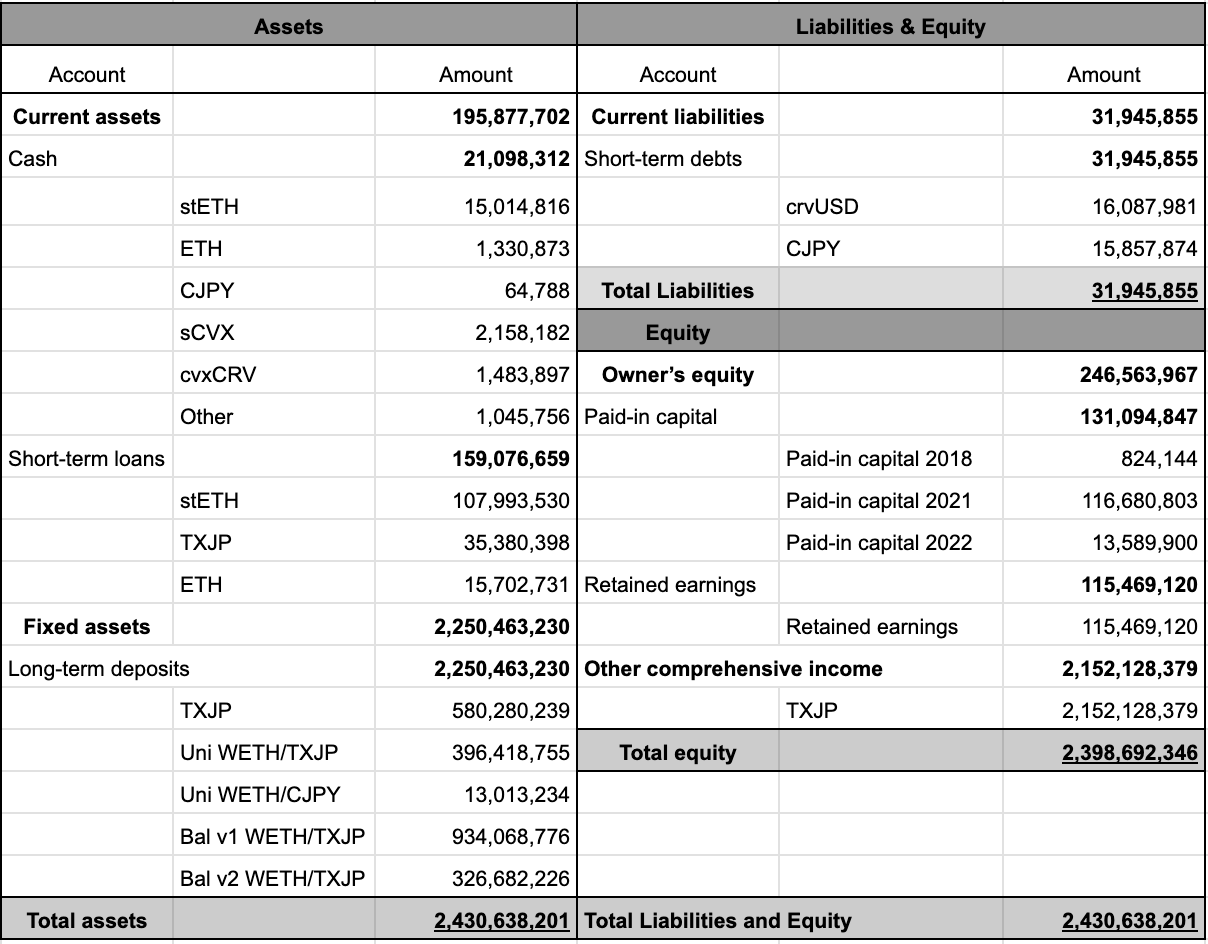 Assets Liabilities & Equity
Account Amount Account Amount
Current assets 195,877,702 Current liabilities 31,945,855
Cash 21,098,312 Short-term debts 31,945,855
stETH 15,014,816 crvUSD 16,087,981
ETH 1,330,873 CJPY 15,857,874
CJPY 64,788 Total Liabilities 31,945,855
sCVX 2,158,182 Equity
cvxCRV 1,483,897 Owner’s equity 246,563,967
Other 1,045,756 Paid-in capital 131,094,847
Short-term loans 159,076,659 Paid-in capital 2018 824,144
stETH 107,993,530 Paid-in capital 2021 116,680,803
TXJP 35,380,398 Paid-in capital 2022 13,589,900
ETH 15,702,731 Retained earnings 115,469,120
Fixed assets 2,250,463,230 Retained earnings 115,469,120
Long-term deposits 2,250,463,230 Other comprehensive income 2,152,128,379
TXJP 580,280,239 TXJP 2,152,128,379
Uni WETH/TXJP 396,418,755 Total equity 2,398,692,346
Uni WETH/CJPY 13,013,234
Bal v1 WETH/TXJP 934,068,776
Bal v2 WETH/TXJP 326,682,226
Total assets 2,430,638,201 Total Liabilities and Equity 2,430,638,201